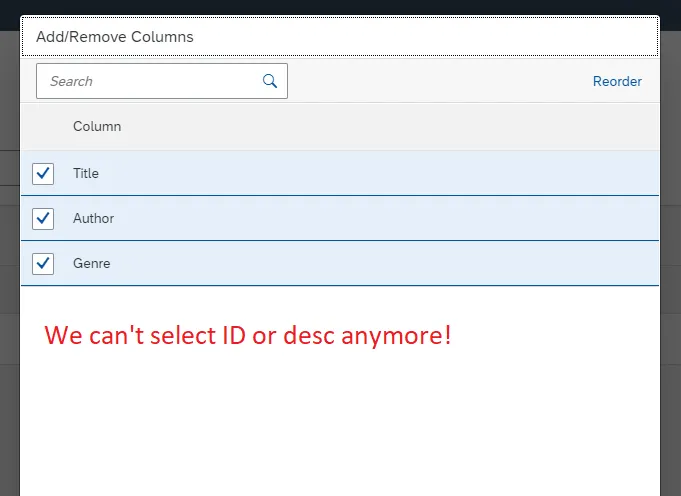 Add/Remove Columns
Search
Reorder
Column
Title
Author
Genre
We can't select ID or desc anymore!